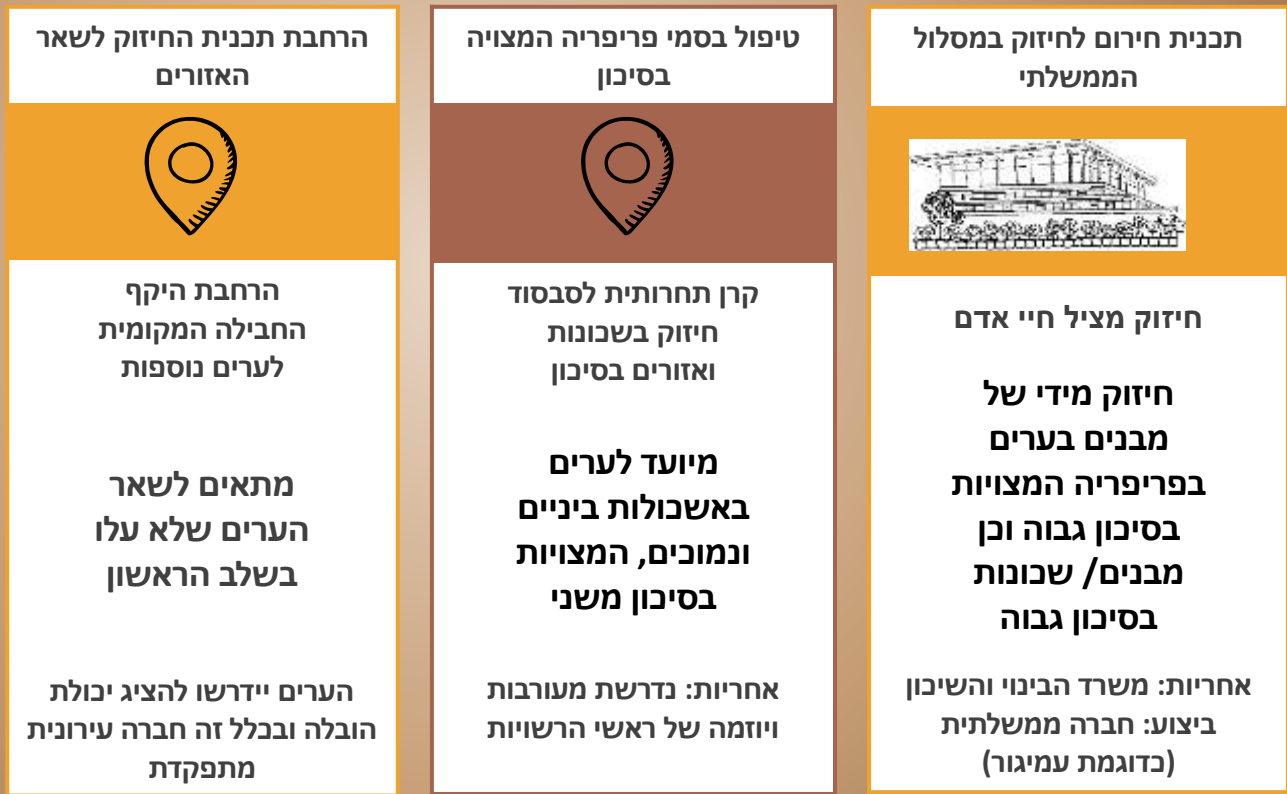 תכנית חירום לחיזוק במסלול
הממשלתי
חיזוק מציל חיי אדם
חיזוק מידי של
מבנים בערים
בפריפריה המצויות
בסיכון גבוה וכן
מבנים/ שכונות
בסיכון גבוה
אחריות: משרד הבינוי והשיכון
ביצוע: חברה ממשלתית
(כדוגמת עמיגור)
טיפול בסמי פריפריה המצויה
בסיכון
קרן תחרותית לסבסוד
חיזוק בשכונות
ואזורים בסיכון
מיועד לערים
באשכולות ביניים
ונמוכים, המצויות
בסיכון משני
אחריות: נדרשת מעורבות
ויוזמה של ראשי הרשויות
הרחבת תכנית החיזוק לשאר
האזורים
הרחבת היקף
החבילה המקומית
לערים נוספות
מתאים לשאר
הערים שלא עלו
בשלב הראשון
הערים יידרשו להציג יכולת
הובלה ובכלל זה חברה עירונית
מתפקדת